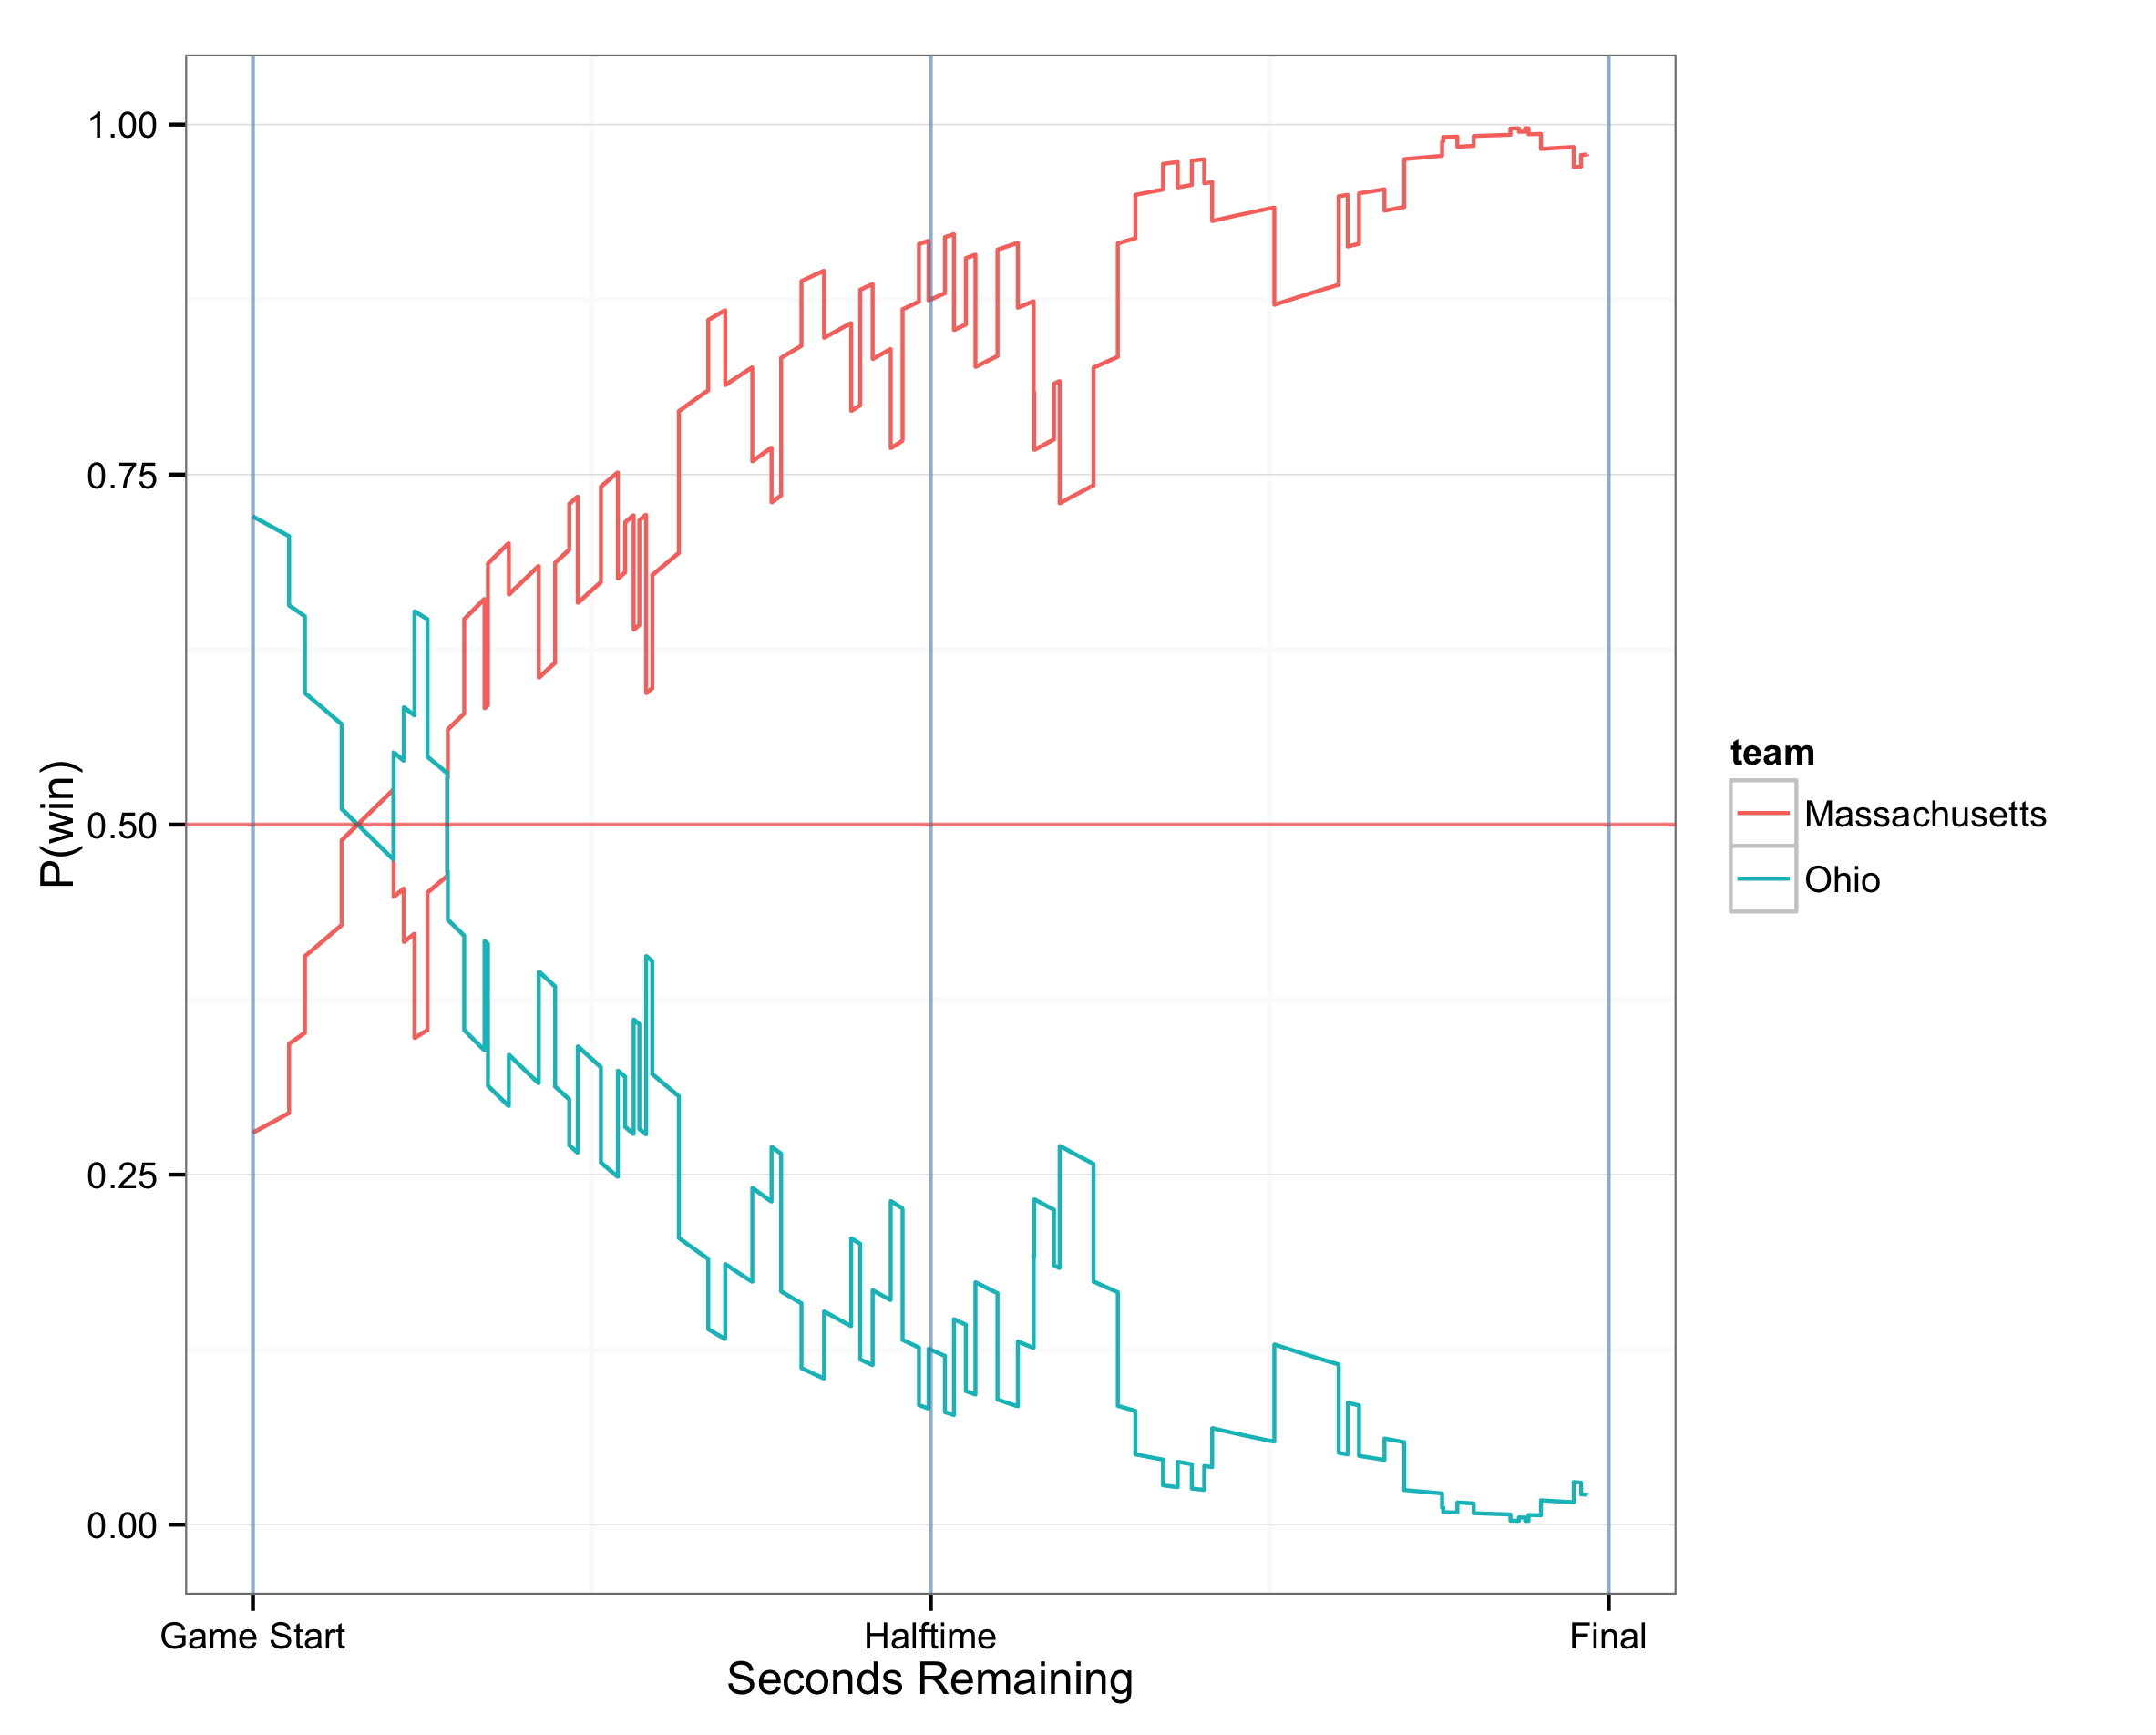 1.00
0.75
0.50
0.25
0.00
P(win)
Game Start
Halftime
Final
Seconds Remaining
team
Massachusetts
Ohio